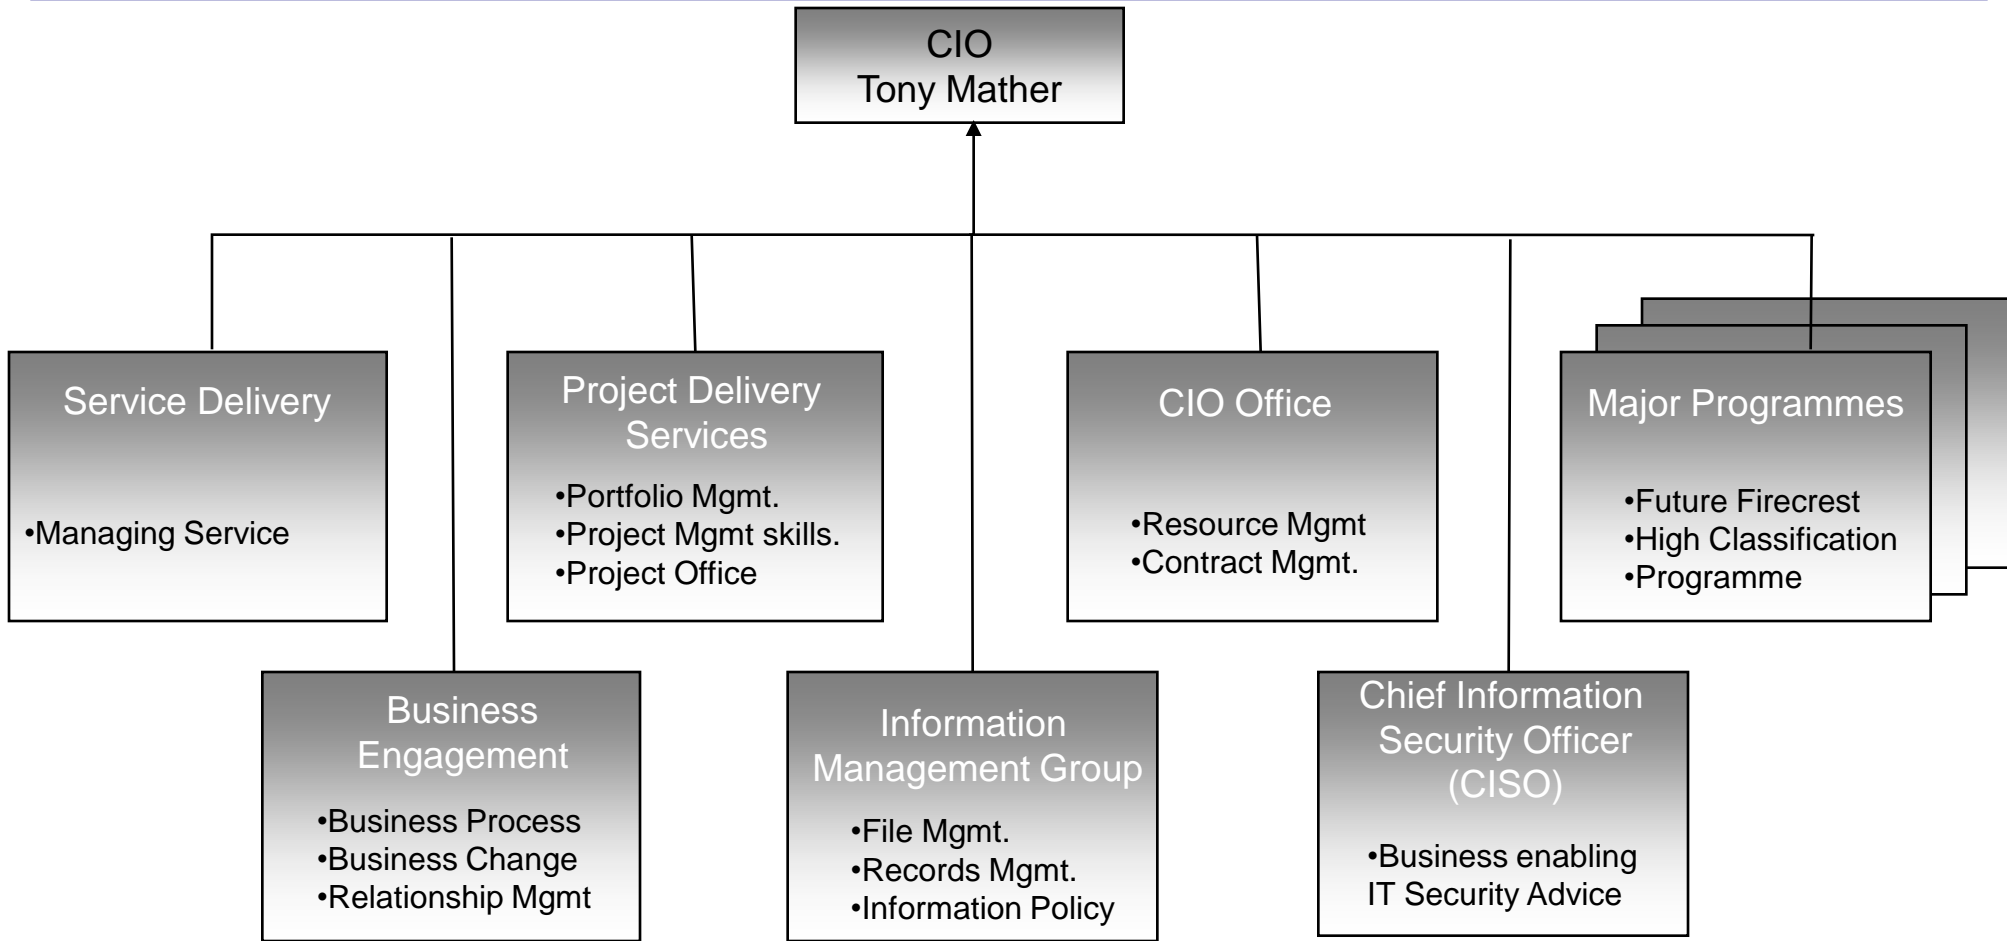 CIO
Tony Mather
Service Delivery
•Managing Service
Project Delivery
Services
•Portfolio Mgmt.
•Project Mgmt skills.
•Project Office
CIO Office
•Resource Mgmt
•Contract Mgmt.
Major Programmes
•Future Firecrest
•High Classification
•Programme
Business
Engagement
•Business Process
•Business Change
•Relationship Mgmt
Information
Management Group
•File Mgmt.
•Records Mgmt.
•Information Policy
Chief Information
Security Officer
(CISO)
•Business enabling
IT Security Advice